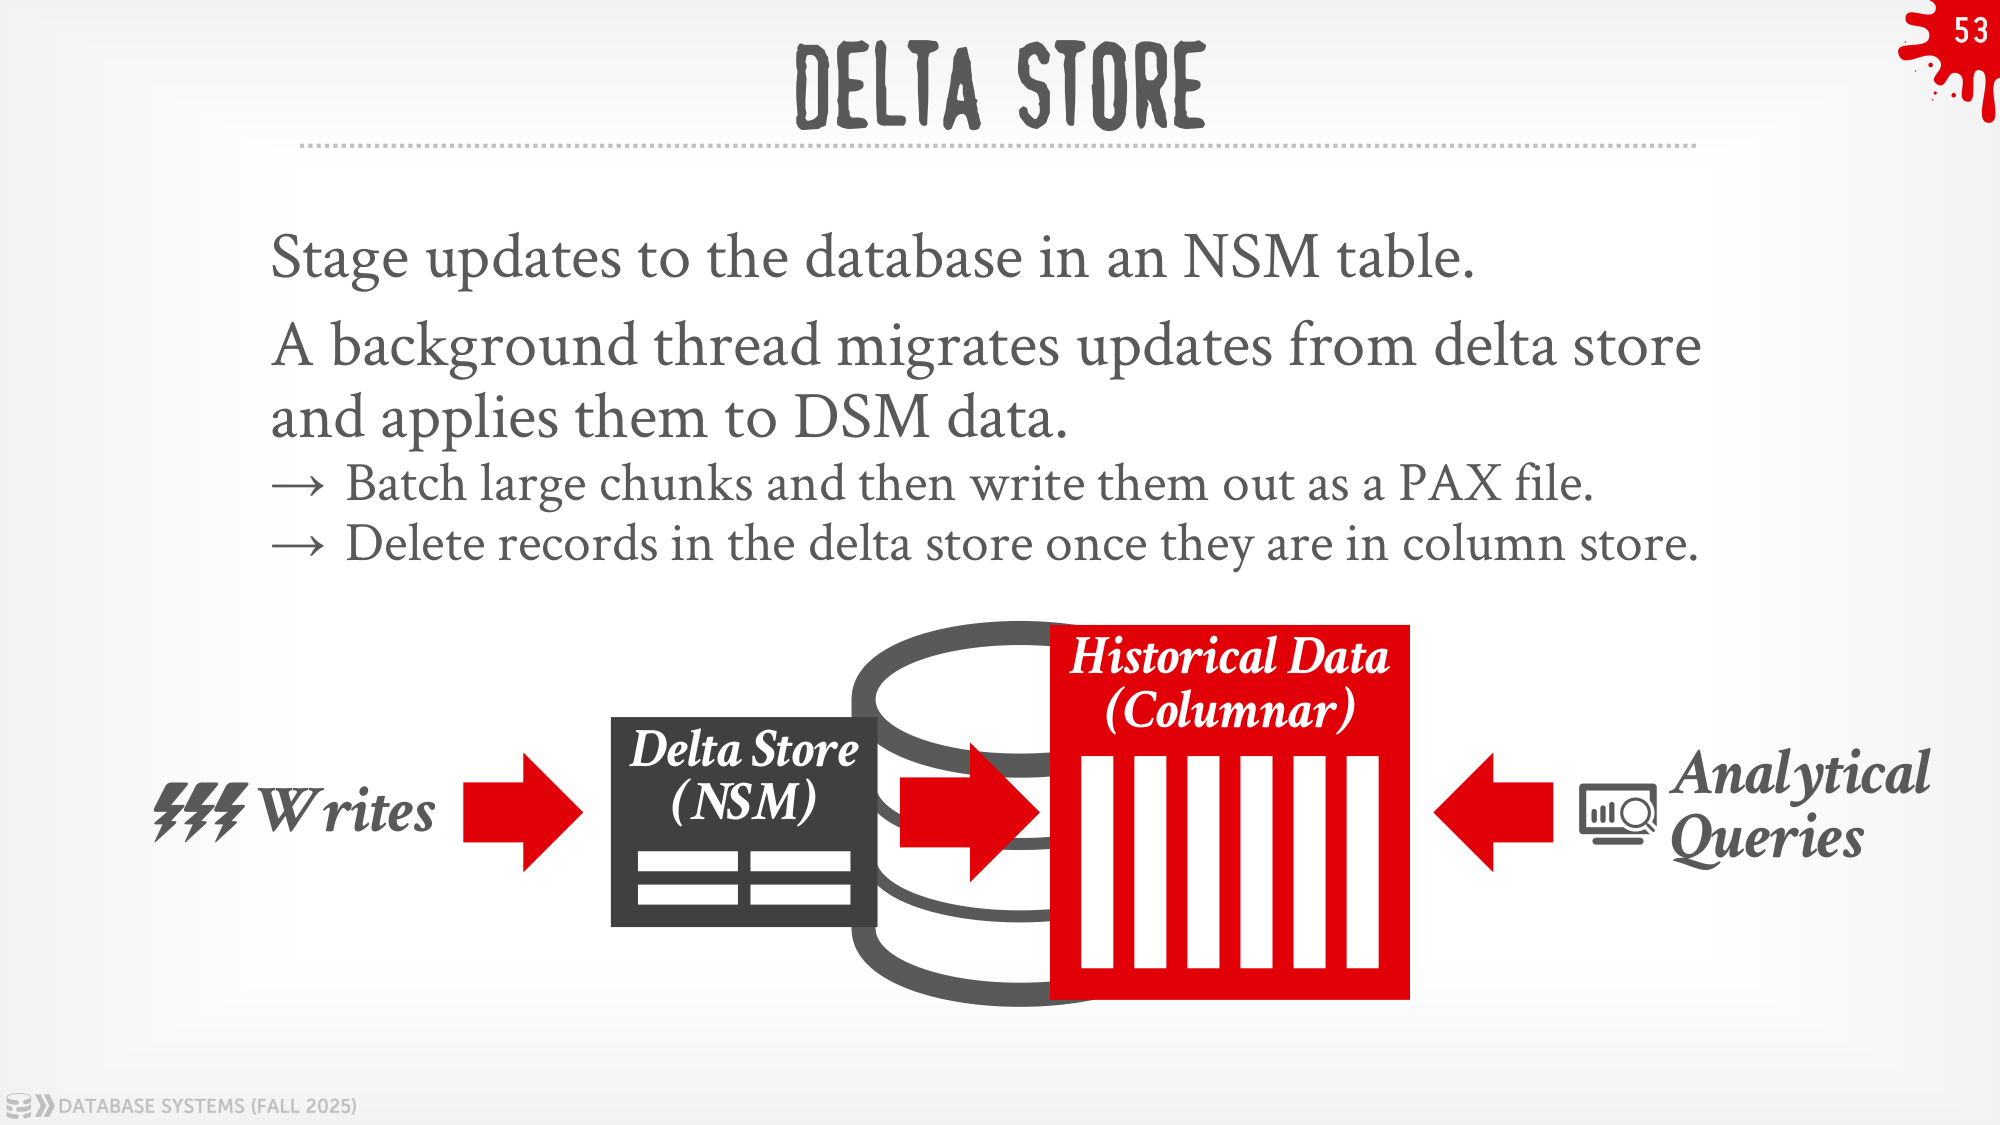 53
DELTA STORE
Stage updates to the database in an NSM table.
A background thread migrates updates from delta store
and applies them to DSM data.
→ Batch large chunks and then write them out as a PAX file.
→ Delete records in the delta store once they are in column store.
Writes
Delta Store
(NSM)
Historical Data
(Columnar)
Analytical
Queries
DATABASE SYSTEMS (FALL 2025)